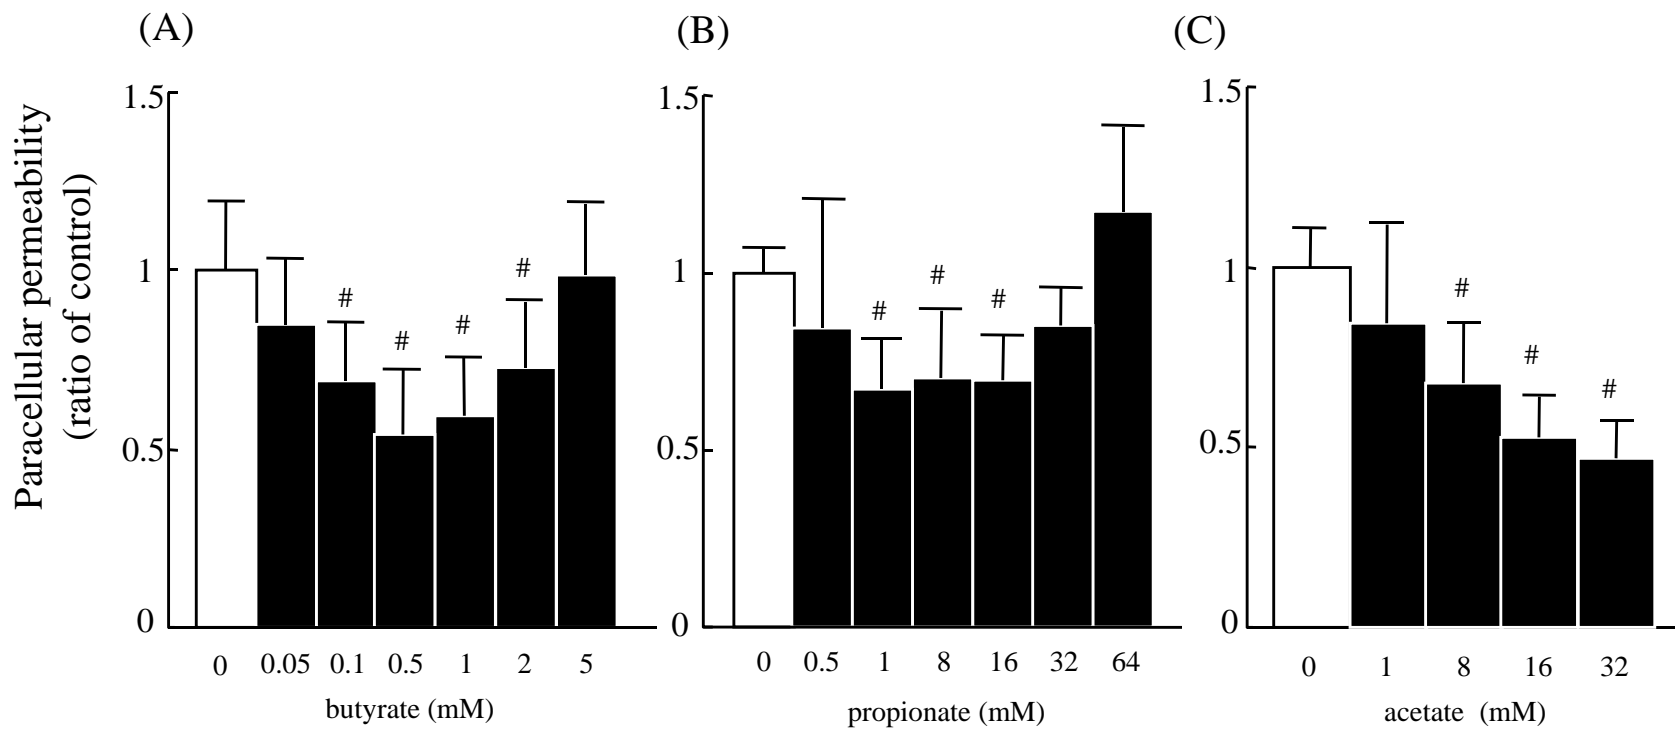 (A)
(B)
(C)
Paracellular permeability
(ratio of control)
1.5
1
0.5
0
#
#
#
#
0 0.05 0.1 0.5 1 2 5
butyrate (mM)
1.5
1
0.5
0
#
#
#
0 0.5 1 8 16 32 64
propionate (mM)
1.5
1
0.5
0
#
#
#
0 1 8 16 32
acetate (mM)